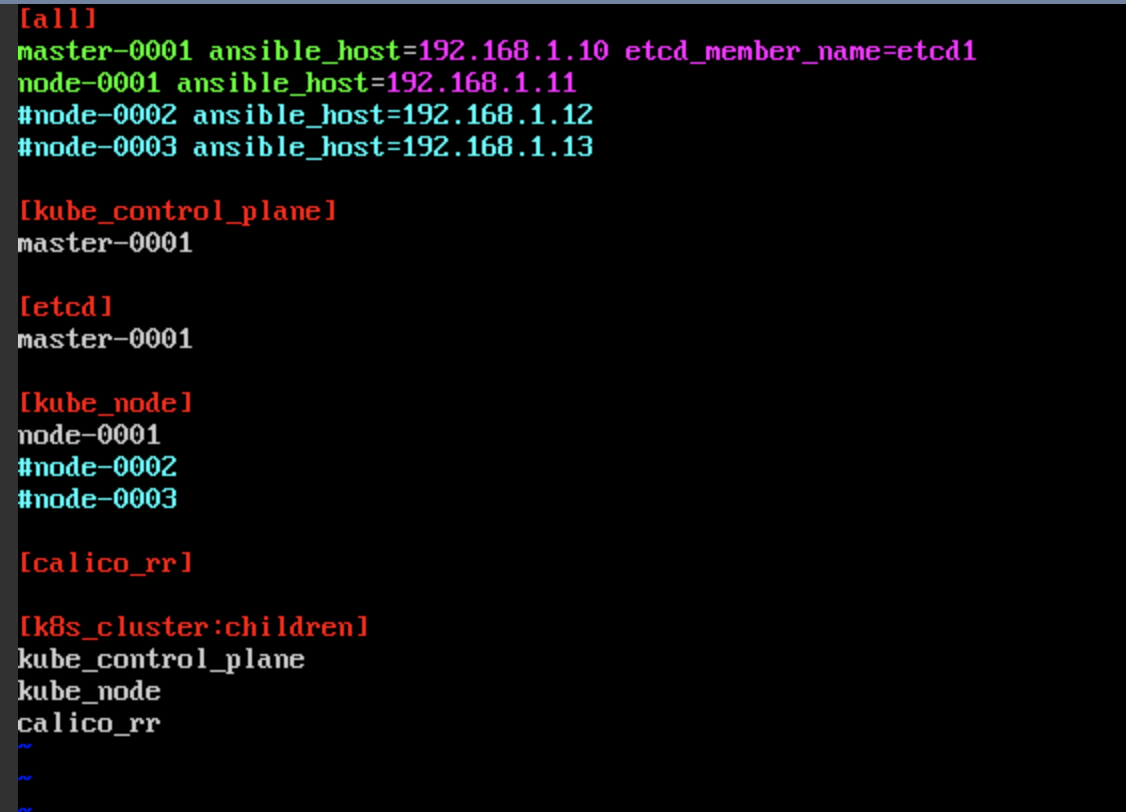 [all]
master-0001 ansible_host=192.168.1.10 etcd_member_name=etcd1
node-0001 ansible_host=192.168.1.11
#node-0002 ansible_host=192.168.1.12
#node-0003 ansible_host=192.168.1.13
[kube_control_plane]
master-0001
[etcd]
master-0001
[kube_node]
node-0001
#node-0002
#node-0003
[calico_rr]
[k8s_cluster:children]
kube_control_plane
kube_node
calico_rr
~
~
~